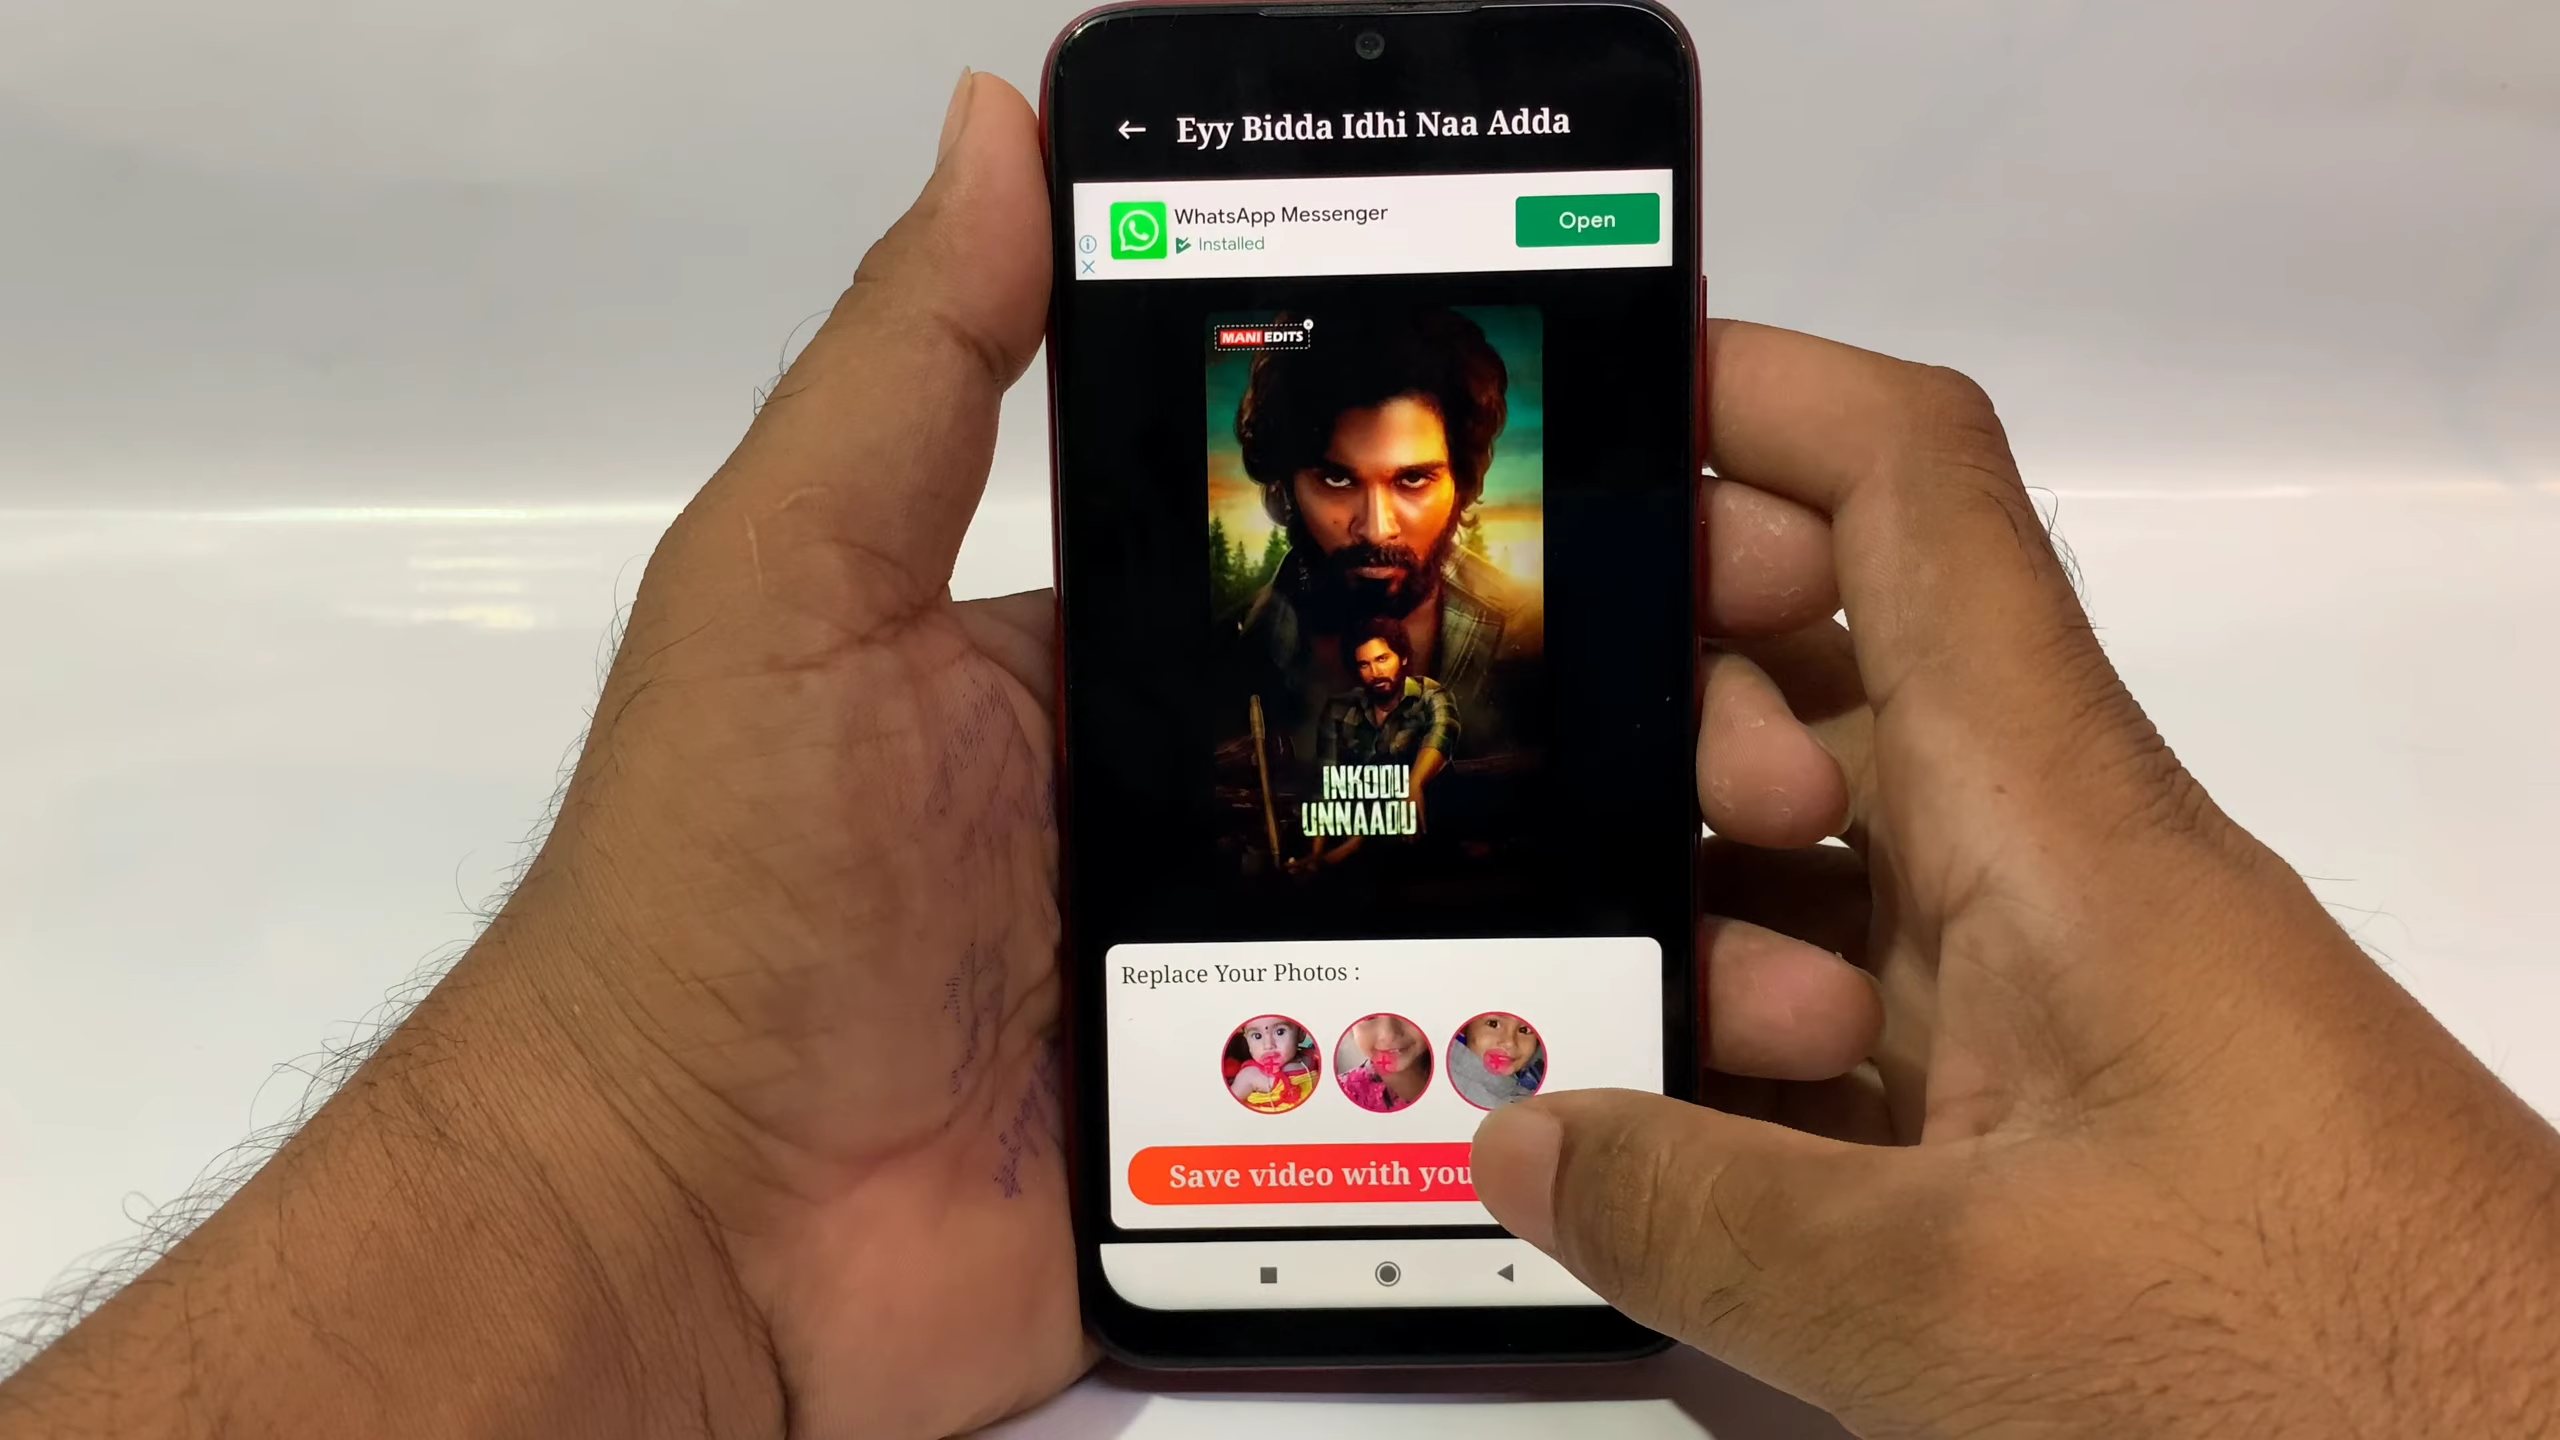 Eyy Bidda Idhi Naa Adda
WhatsApp Messenger
Installed
Open
MANI EDITS
INKODU
UNNAADU
Replace Your Photos :
Save video with you